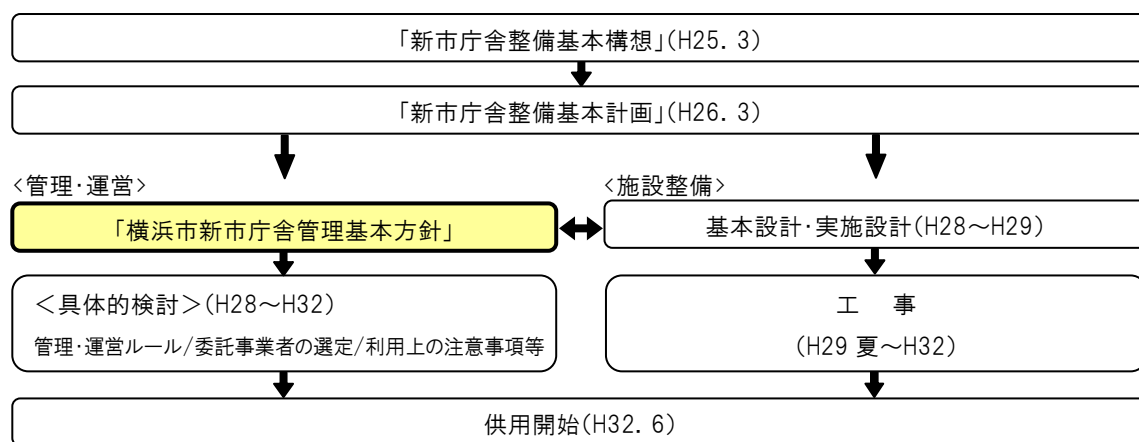 「新市庁舎整備基本構想」(H25.3)
「新市庁舎整備基本計画」(H26.3)
<管理・運営>
<施設整備>
「横浜市新市庁舎管理基本方針」
基本設計・実施設計(H28~H29)
＜具体的検討＞(H28~H32)
管理・運営ルール/委託事業者の選定/利用上の注意事項等
工　事
(H29 夏~H32)
供用開始(H32.6)